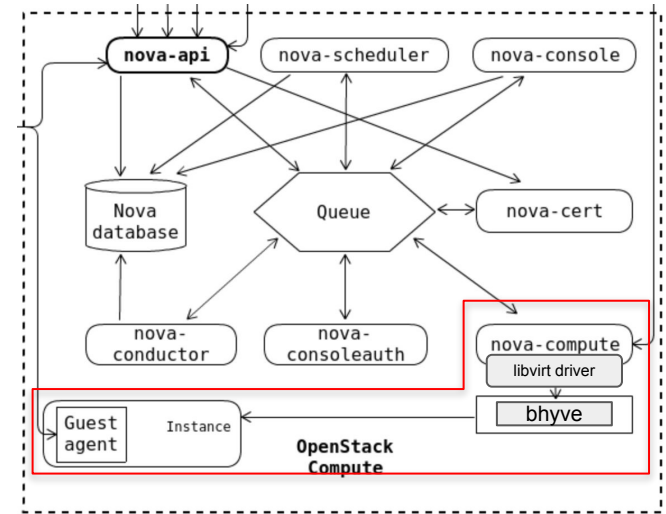 nova-api
nova-scheduler
nova-console
Nova
database
Queue
nova-cert
nova-
conductor
nova-
consoleauth
nova-compute
libvirt driver
bhyve
Guest
agent
Instance
OpenStack
Compute